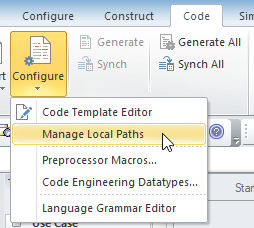 Configure Construct Code
Generate Generate All
Configure Synch Synch All
Code Template Editor
Manage Local Paths
Preprocessor Macros...
Code Engineering Datatypes...
Language Grammar Editor
Use Case